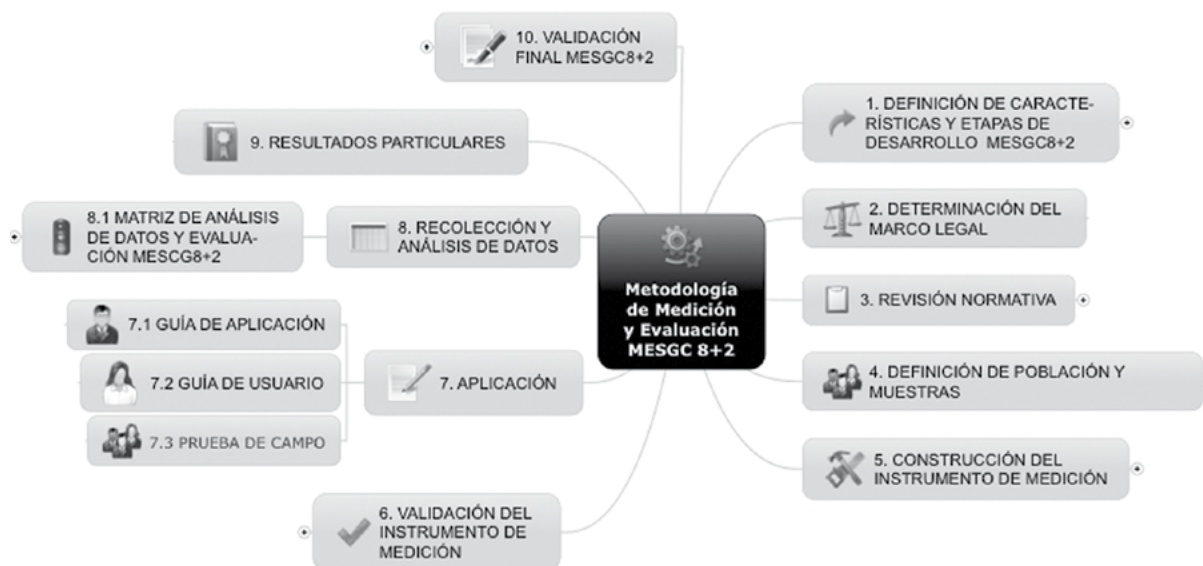 Metodología
de Medición
y Evaluación
MESGC 8+2
1. DEFINICIÓN DE CARACTE-
RÍSTICAS Y ETAPAS DE
DESARROLLO MESGC8+2
2. DETERMINACIÓN DEL
MARCO LEGAL
3. REVISIÓN NORMATIVA
4. DEFINICIÓN DE POBLACIÓN Y
MUESTRAS
5. CONSTRUCCIÓN DEL
INSTRUMENTO DE MEDICIÓN
6. VALIDACIÓN DEL
INSTRUMENTO DE
MEDICIÓN
7. APLICACIÓN
7.1 GUÍA DE APLICACIÓN
7.2 GUÍA DE USUARIO
7.3 PRUEBA DE CAMPO
8. RECOLECCIÓN Y
ANÁLISIS DE DATOS
8.1 MATRIZ DE ANÁLISIS
DE DATOS Y EVALUA-
CIÓN MESCG8+2
9. RESULTADOS PARTICULARES
10. VALIDACIÓN
FINAL MESGC8+2